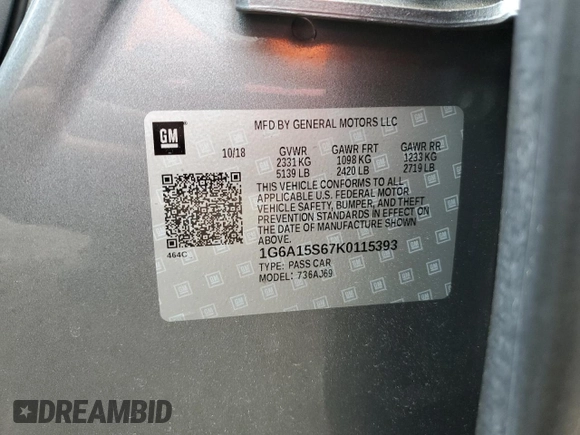 GM
MFD BY GENERAL MOTORS LLC
10/18 GVWR GAWR FRT GAWR RR
2331 KG 1098 KG 1233 KG
5139 LB 2420 LB 2719 LB
THIS VEHICLE CONFORMS TO ALL
APPLICABLE U.S. FEDERAL MOTOR
VEHICLE SAFETY, BUMPER, AND THEFT
PREVENTION STANDARDS IN EFFECT ON
THE DATE OF MANUFACTURE SHOWN ABOVE.
464C
1G6A15S67K0115393
TYPE: PASS CAR
MODEL: 736AJ69
DREAMBID